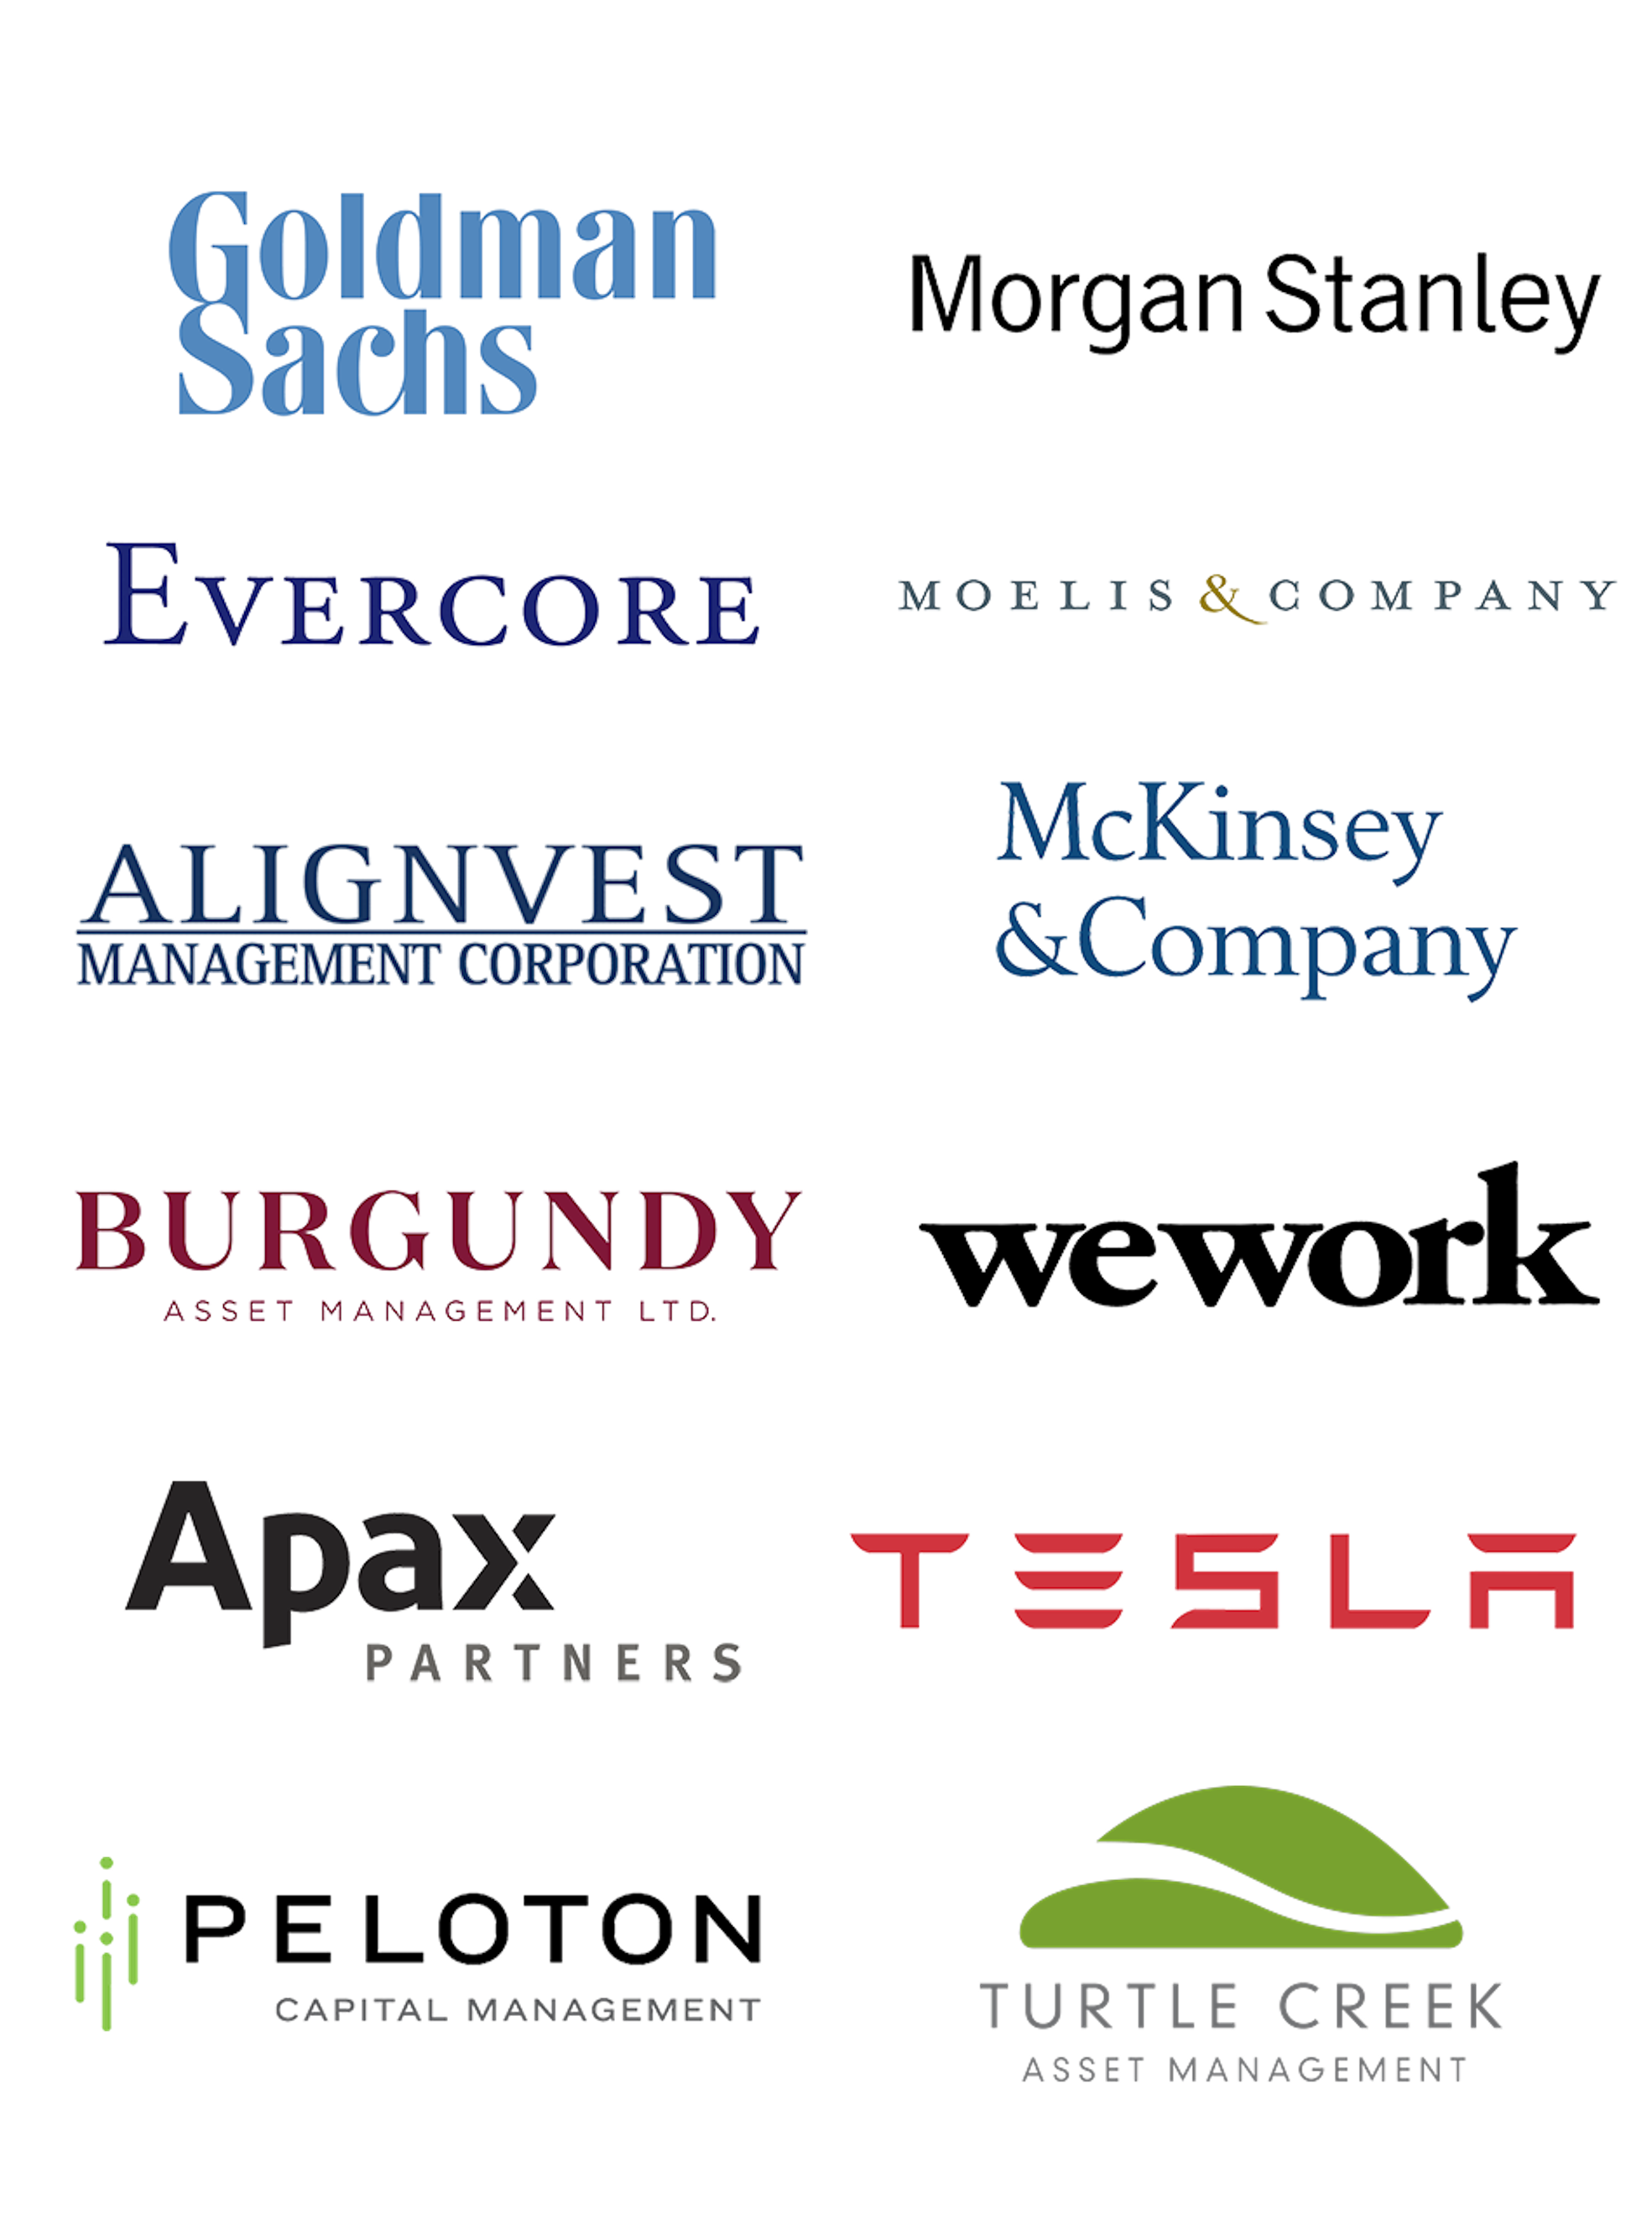 Goldman
Sachs
Morgan Stanley
EVERCORE
MOELIS & COMPANY
ALIGNVEST
MANAGEMENT CORPORATION
McKinsey
&Company
BURGUNDY
ASSET MANAGEMENT LTD.
wework
Apax
PARTNERS
TESLA
PELOTON
CAPITAL MANAGEMENT
TURTLE CREEK
ASSET MANAGEMENT